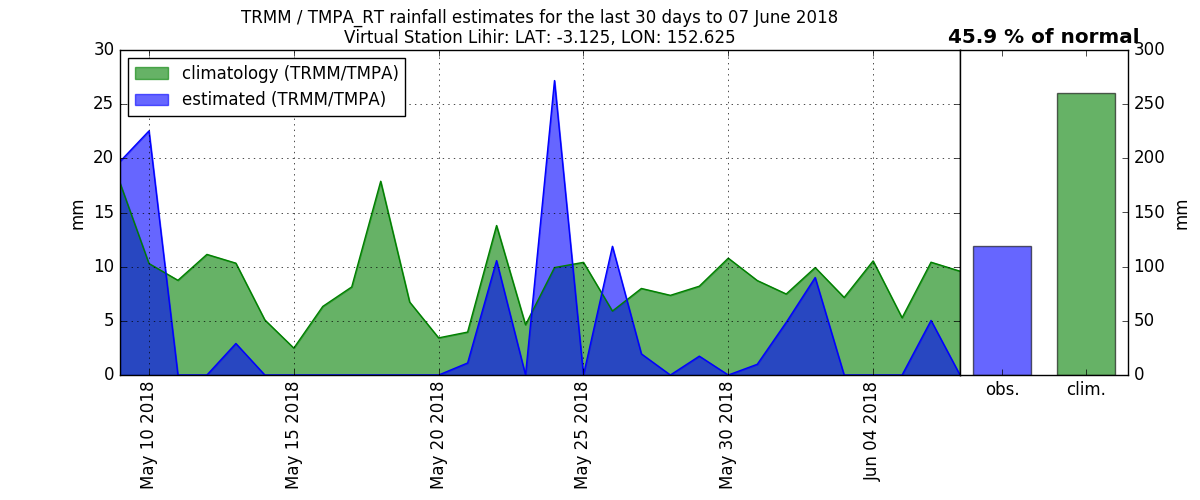 TRMM / TMPA_RT rainfall estimates for the last 30 days to 07 June 2018
Virtual Station Lihir: LAT: -3.125, LON: 152.625
45.9 % of normal
climatology (TRMM/TMPA)
estimated (TRMM/TMPA)
30
25
20
15
10
5
0
mm
May 10 2018
May 15 2018
May 20 2018
May 25 2018
May 30 2018
Jun 04 2018
obs.
clim.
300
250
200
150
100
50
0
mm